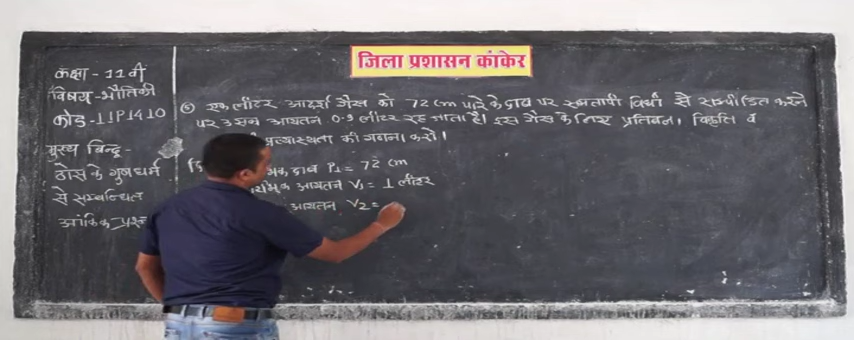 जिला प्रशासन कांकेर
कक्षा - 11वी
विषय - भौतिकी
कोड - 11P1410
मुख्य बिन्दु -
ठोस के गुणधर्म
से सम्बन्धित
आंकिक प्रश्न
एक लीटर आदर्श गैस को 72 cm पारे के दाब पर समतापी विधी से संपीडित करने
पर उसका आयतन 0.9 लीटर रह जाता है। इस गैस के लिए प्रतिबल, विकृति व
प्रत्यास्थता की गणना करो।
दाब P1 = 72 cm
आयतन V1 = 1 लीटर
आयतन V2 =